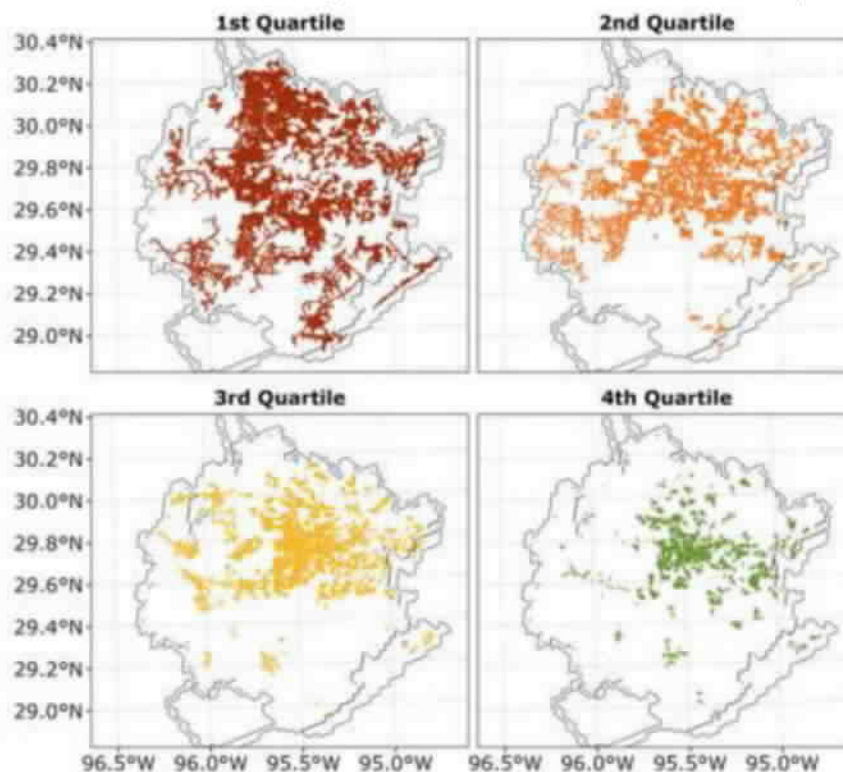 1st Quartile
2nd Quartile
30.4°N
30.2°N
30.0°N
29.8°N
29.6°N
29.4°N
29.2°N
29.0°N
3rd Quartile
4th Quartile
30.4°N
30.2°N
30.0°N
29.8°N
29.6°N
29.4°N
29.2°N
29.0°N
96.5°W 96.0°W 95.5°W 95.0°W
96.5°W 96.0°W 95.5°W 95.0°W